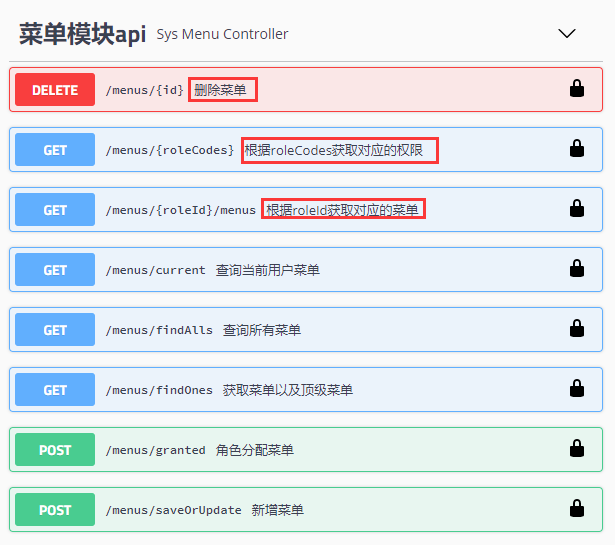 菜单模块api Sys Menu Controller
DELETE /menus/{id} 删除菜单
GET /menus/{roleCodes} 根据roleCodes获取对应的权限
GET /menus/{roleId}/menus 根据roleId获取对应的菜单
GET /menus/current 查询当前用户菜单
GET /menus/findAlls 查询所有菜单
GET /menus/findOnes 获取菜单以及顶级菜单
POST /menus/granted 角色分配菜单
POST /menus/saveOrUpdate 新增菜单